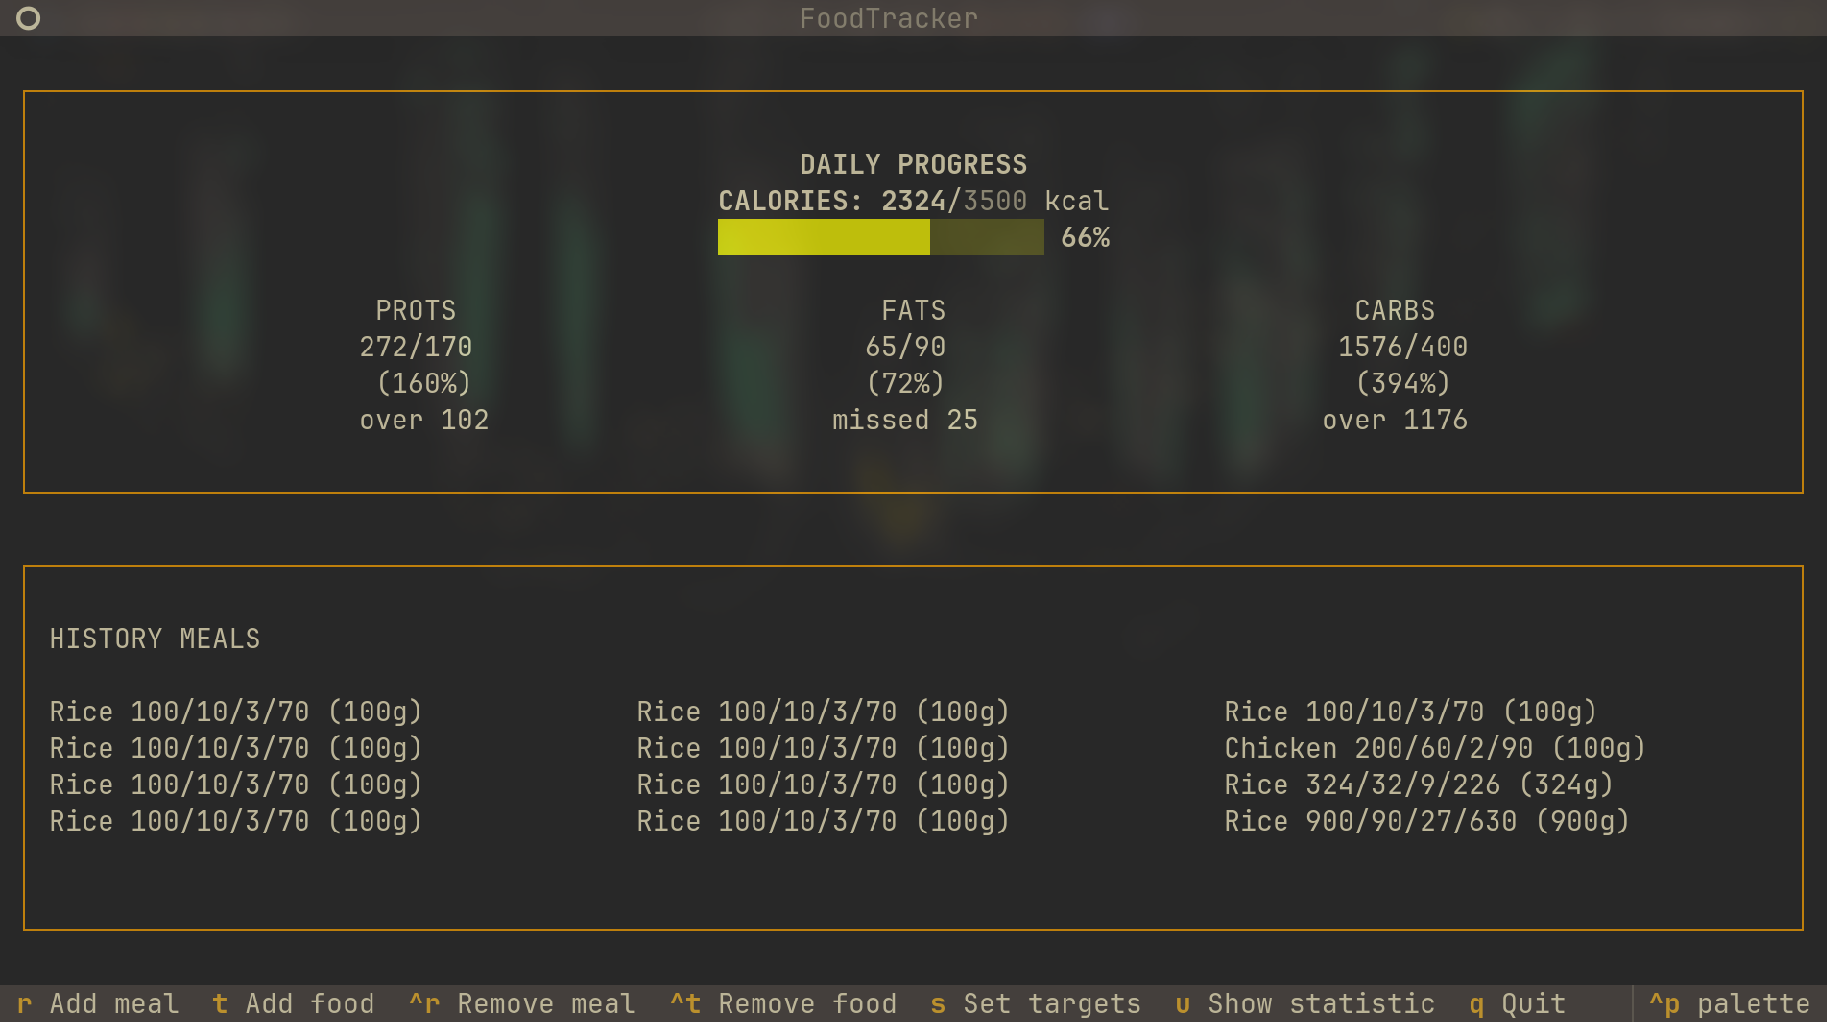 FoodTracker
DAILY PROGRESS
CALORIES: 2324/3500 kcal
66%
PROTS
272/170
(160%)
over 102
FATS
65/90
(72%)
missed 25
CARBS
1576/400
(394%)
over 1176
HISTORY MEALS
Rice 100/10/3/70 (100g)
Rice 100/10/3/70 (100g)
Rice 100/10/3/70 (100g)
Rice 100/10/3/70 (100g)
Rice 100/10/3/70 (100g)
Rice 100/10/3/70 (100g)
Rice 100/10/3/70 (100g)
Rice 100/10/3/70 (100g)
Rice 100/10/3/70 (100g)
Chicken 200/60/2/90 (100g)
Rice 324/32/9/226 (324g)
Rice 900/90/27/630 (900g)
r Add meal t Add food ^r Remove meal ^t Remove food s Set targets u Show statistic q Quit ^p palette